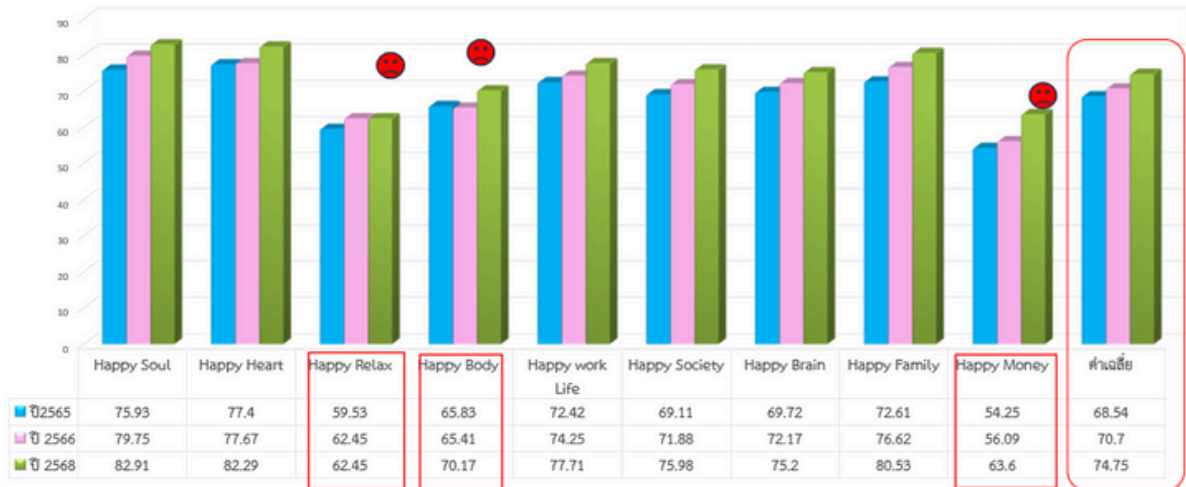 90
80
70
60
50
40
30
20
10
0
Happy Soul Happy Heart Happy Relax Happy Body Happy work Life Happy Society Happy Brain Happy Family Happy Money ค่าเฉลี่ย
ปี2565 75.93 77.4 59.53 65.83 72.42 69.11 69.72 72.61 54.25 68.54
ปี 2566 79.75 77.67 62.45 65.41 74.25 71.88 72.17 76.62 56.09 70.7
ปี 2568 82.91 82.29 62.45 70.17 77.71 75.98 75.2 80.53 63.6 74.75